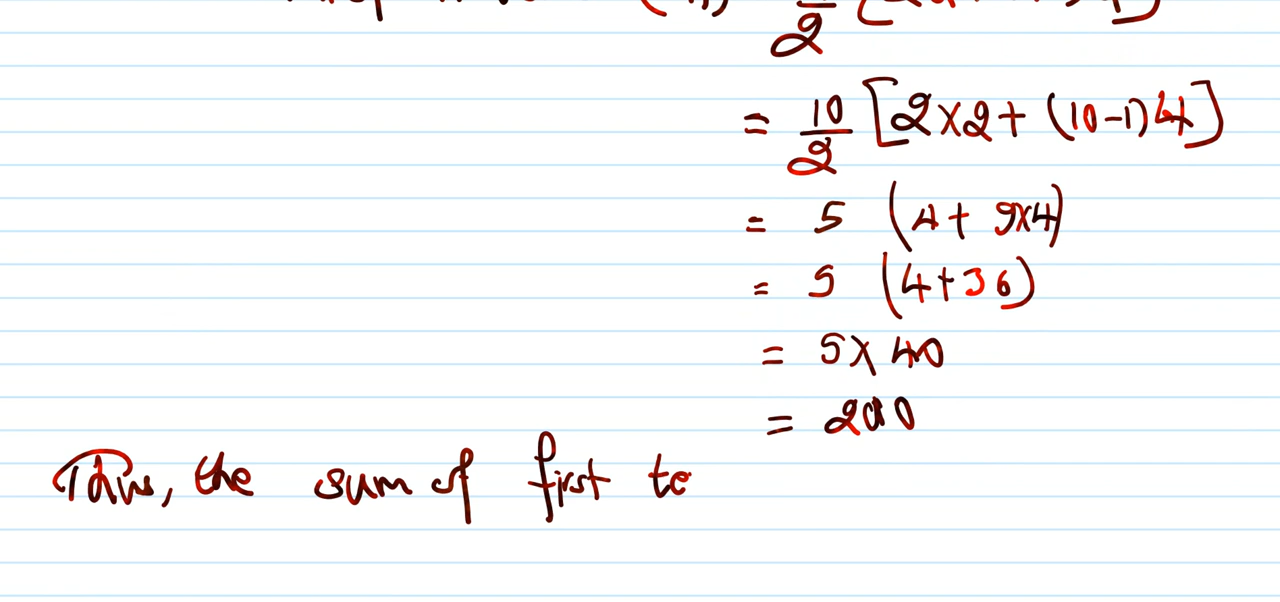 2
= 10/2 [2×2+ (10-1)4]
= 5 (4+ 9×4)
= 5 (4+36)
= 5× 40
= 200
Thus, the sum of first te